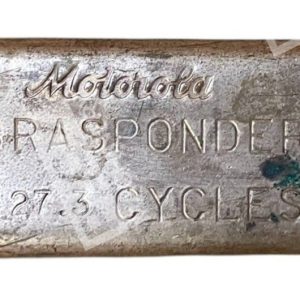 Motorola
RASPONDER
27.3 CYCLES